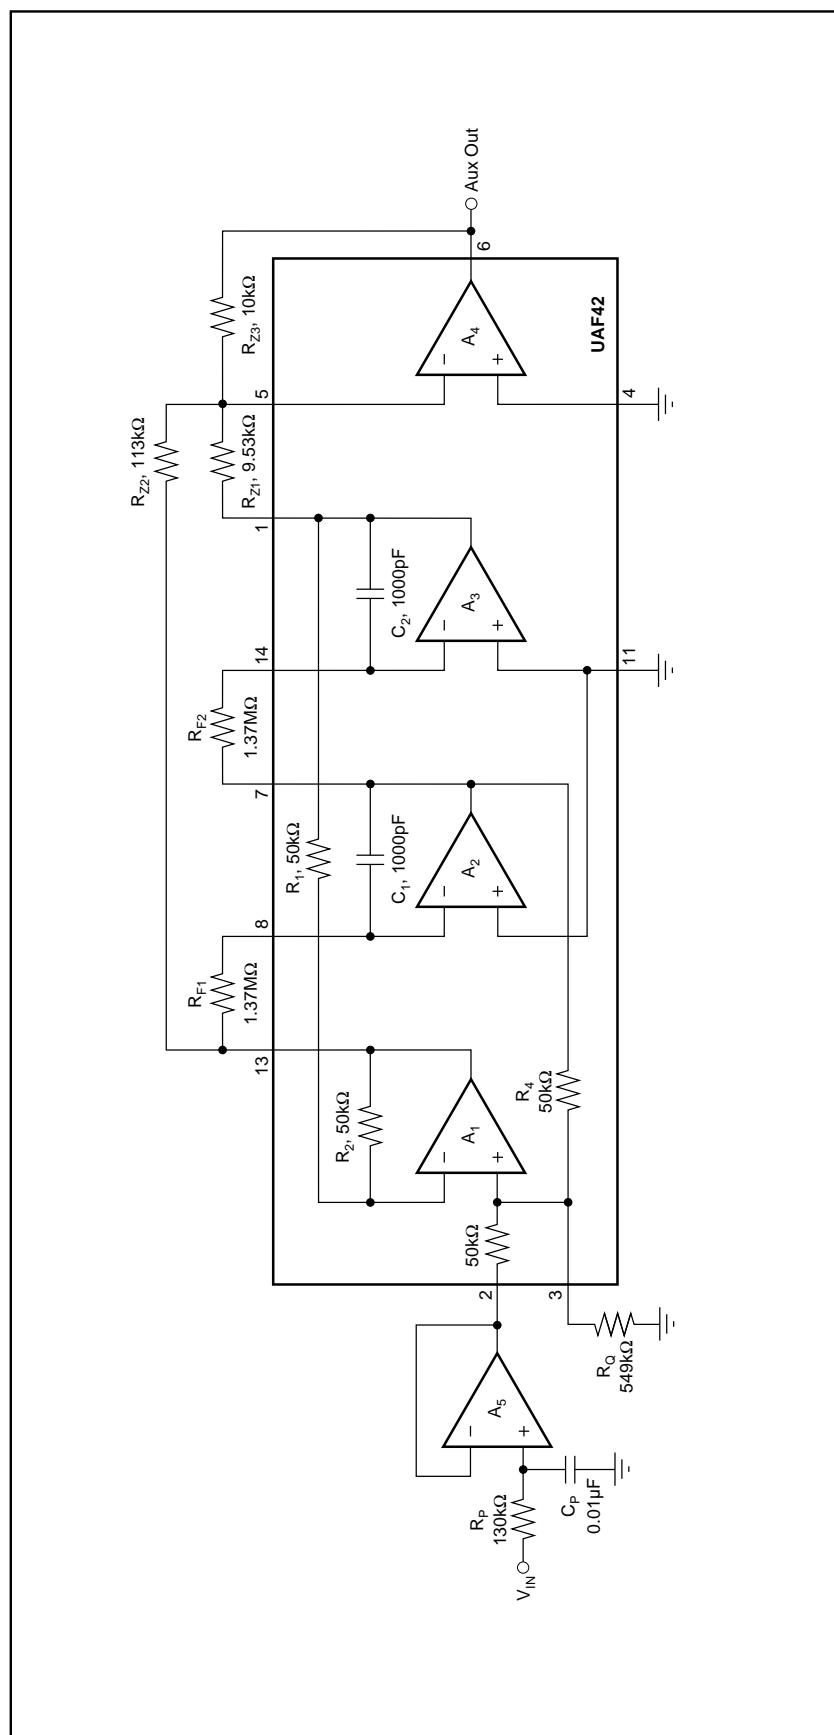 V_IN
R_P
130kΩ
C_P
0.01µF
A_5
−
+
2
3
R_Q
549kΩ
50kΩ
R_2, 50kΩ
A_1
−
+
R_4
50kΩ
13
R_F1
1.37MΩ
8
R_1, 50kΩ
C_1, 1000pF
A_2
−
+
7
R_F2
1.37MΩ
14
C_2, 1000pF
A_3
−
+
11
1
R_Z2, 113kΩ
R_Z1, 9.53kΩ
5
R_Z3, 10kΩ
A_4
−
+
4
6
UAF42
Aux Out